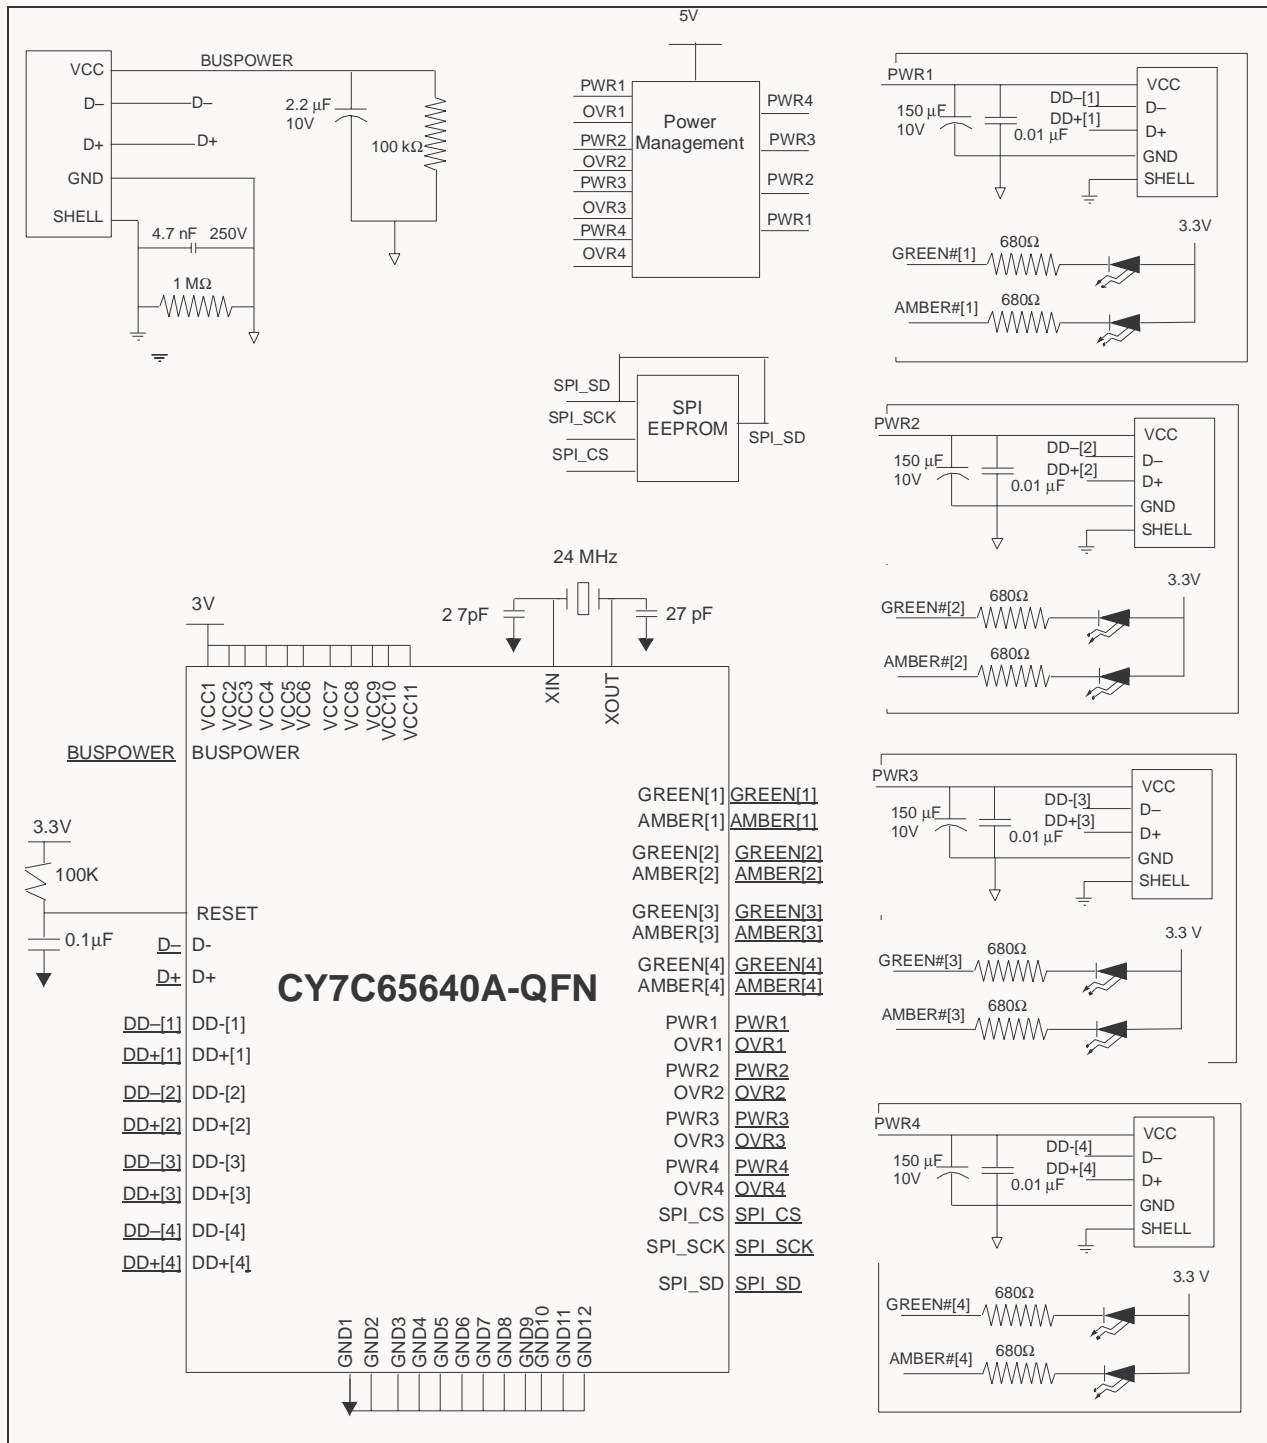 VCC
D–
D+
GND
SHELL
BUSPOWER
D–
D+
2.2 µF
10V
100 kΩ
4.7 nF 250V
1 MΩ
5V
PWR1
OVR1
PWR2
OVR2
PWR3
OVR3
PWR4
OVR4
Power
Management
PWR4
PWR3
PWR2
PWR1
SPI_SD
SPI_SCK
SPI_CS
SPI
EEPROM
SPI_SD
PWR1
150 µF
10V
0.01 µF
DD–[1]
DD+[1]
VCC
D–
D+
GND
SHELL
3.3V
GREEN#[1]
680Ω
AMBER#[1]
680Ω
PWR2
150 µF
10V
0.01 µF
DD–[2]
DD+[2]
VCC
D–
D+
GND
SHELL
3.3V
GREEN#[2]
680Ω
AMBER#[2]
680Ω
PWR3
150 µF
10V
0.01 µF
DD-[3]
DD+[3]
VCC
D–
D+
GND
SHELL
3.3 V
GREEN#[3]
680Ω
AMBER#[3]
680Ω
PWR4
150 µF
10V
0.01 µF
DD-[4]
DD+[4]
VCC
D–
D+
GND
SHELL
3.3 V
GREEN#[4]
680Ω
AMBER#[4]
680Ω
24 MHz
2 7pF
27 pF
3V
VCC1
VCC2
VCC3
VCC4
VCC5
VCC6
VCC7
VCC8
VCC9
VCC10
VCC11
XIN
XOUT
BUSPOWER BUSPOWER
3.3V
100K
0.1µF
RESET
D– D-
D+ D+
DD–[1] DD-[1]
DD+[1] DD+[1]
DD–[2] DD-[2]
DD+[2] DD+[2]
DD–[3] DD-[3]
DD+[3] DD+[3]
DD–[4] DD-[4]
DD+[4] DD+[4]
CY7C65640A-QFN
GREEN[1] GREEN[1]
AMBER[1] AMBER[1]
GREEN[2] GREEN[2]
AMBER[2] AMBER[2]
GREEN[3] GREEN[3]
AMBER[3] AMBER[3]
GREEN[4] GREEN[4]
AMBER[4] AMBER[4]
PWR1 PWR1
OVR1 OVR1
PWR2 PWR2
OVR2 OVR2
PWR3 PWR3
OVR3 OVR3
PWR4 PWR4
OVR4 OVR4
SPI_CS SPI_CS
SPI_SCK SPI_SCK
SPI_SD SPI_SD
GND1
GND2
GND3
GND4
GND5
GND6
GND7
GND8
GND9
GND10
GND11
GND12